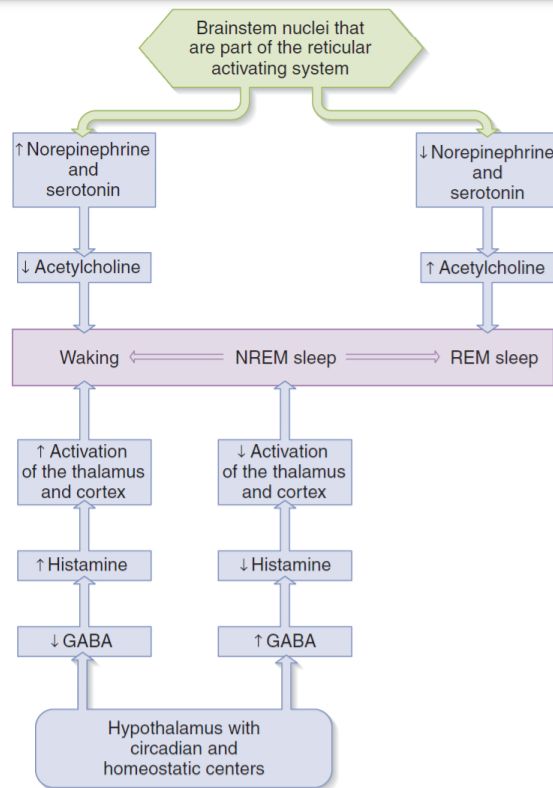 Brainstem nuclei that
are part of the reticular
activating system
↑ Norepinephrine
and
serotonin
↓ Norepinephrine
and
serotonin
↓ Acetylcholine
↑ Acetylcholine
Waking
NREM sleep
REM sleep
↑ Activation
of the thalamus
and cortex
↓ Activation
of the thalamus
and cortex
↑ Histamine
↓ Histamine
↓ GABA
↑ GABA
Hypothalamus with
circadian and
homeostatic centers